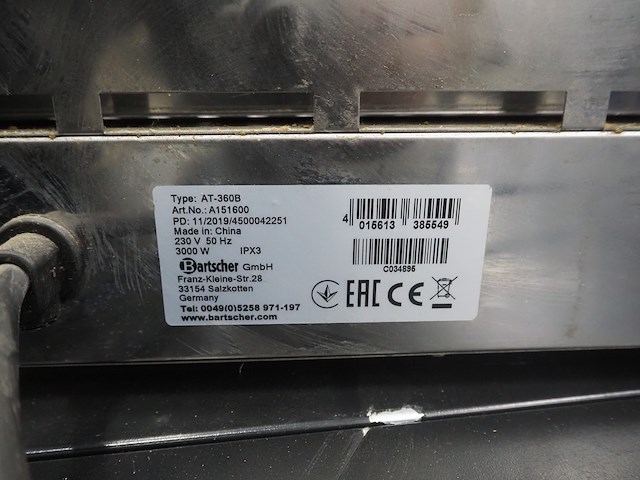 Type: AT-360B
Art.No.: A151600
PD: 11/2019/4500042251
Made in: China
230 V 50 Hz
3000 W IPX3
Bartscher GmbH
Franz-Kleine-Str.28
33154 Salzkotten
Germany
Tel: 0049(0)5258 971-197
www.bartscher.com
4 015613 385549
C034895
EAC CE